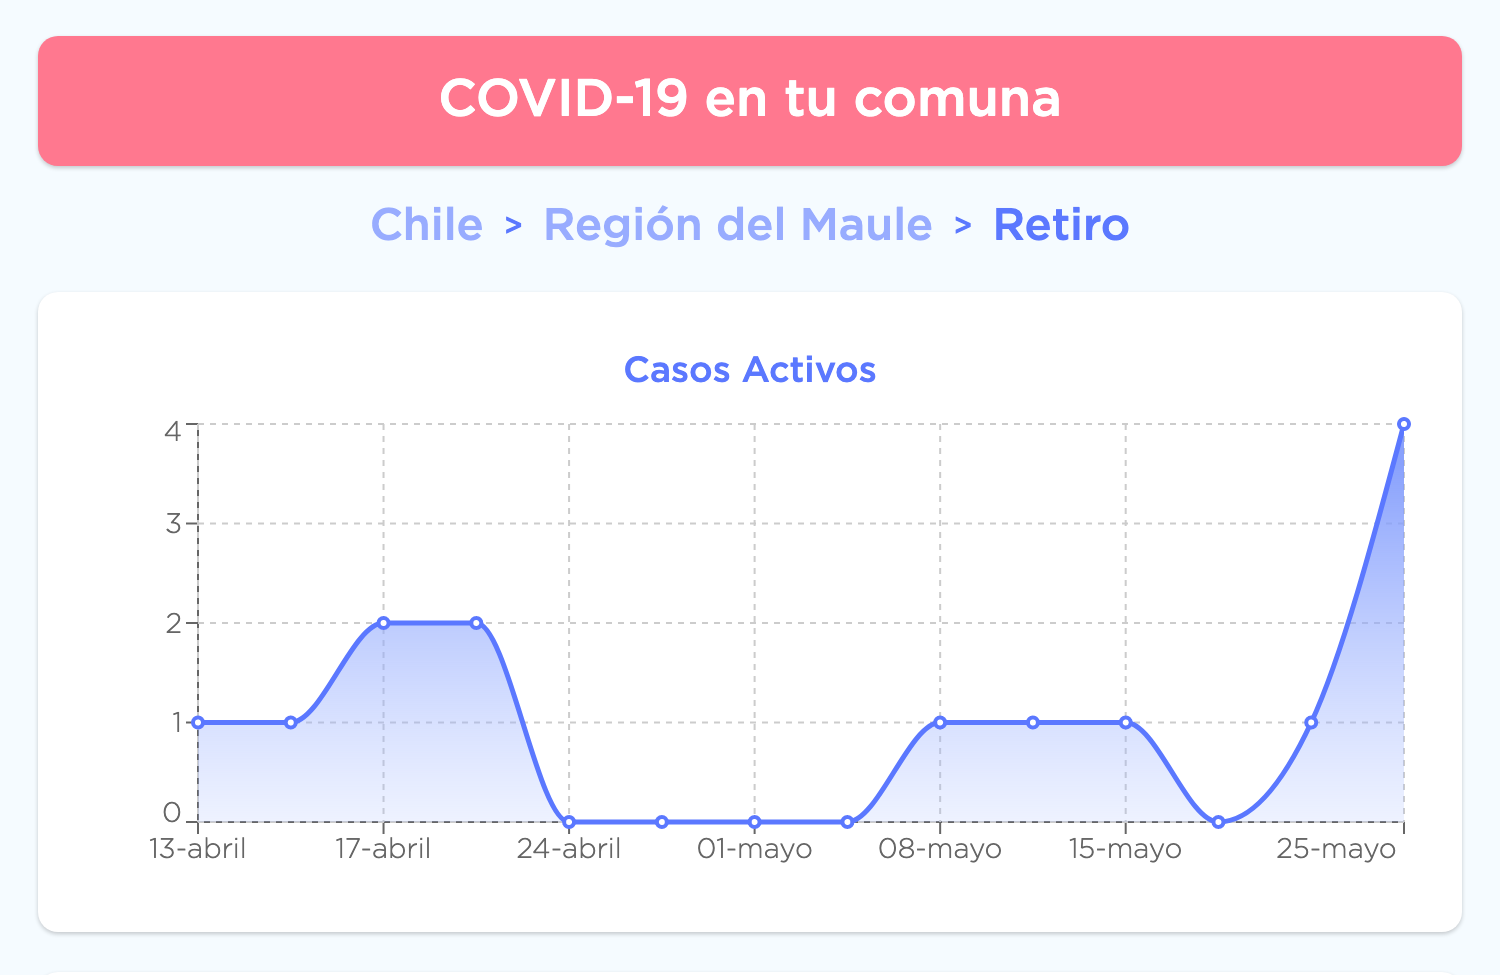 COVID-19 en tu comuna
Chile > Región del Maule > Retiro
Casos Activos
4
3
2
1
0
13-abril 17-abril 24-abril 01-mayo 08-mayo 15-mayo 25-mayo